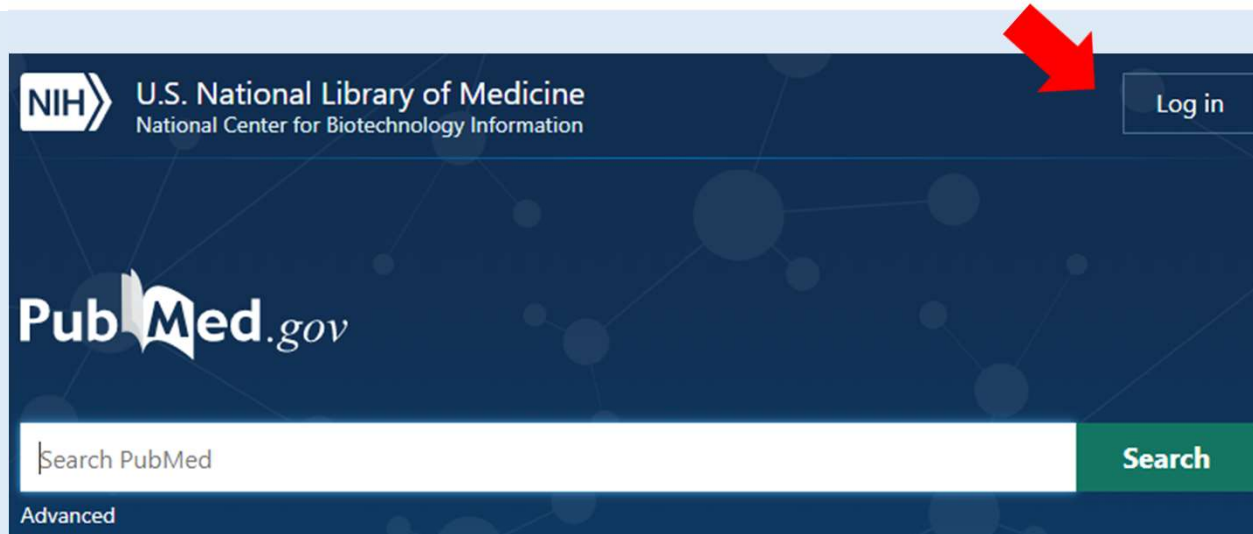 NIH
U.S. National Library of Medicine
National Center for Biotechnology Information
Log in
PubMed.gov
Search PubMed
Search
Advanced